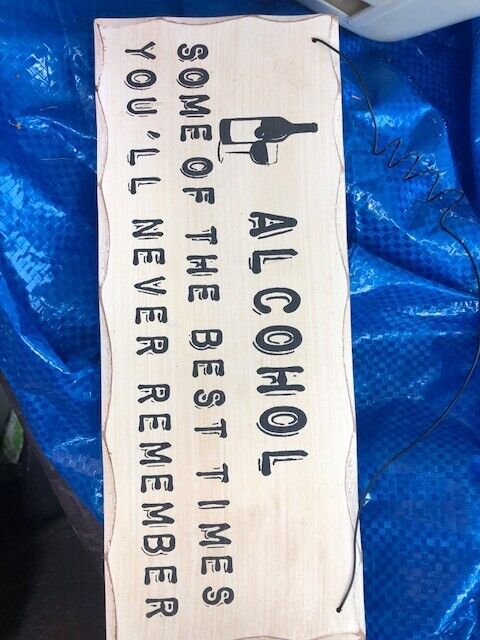 ALCOHOL
SOME OF THE BEST TIMES
YOU'LL NEVER REMEMBER